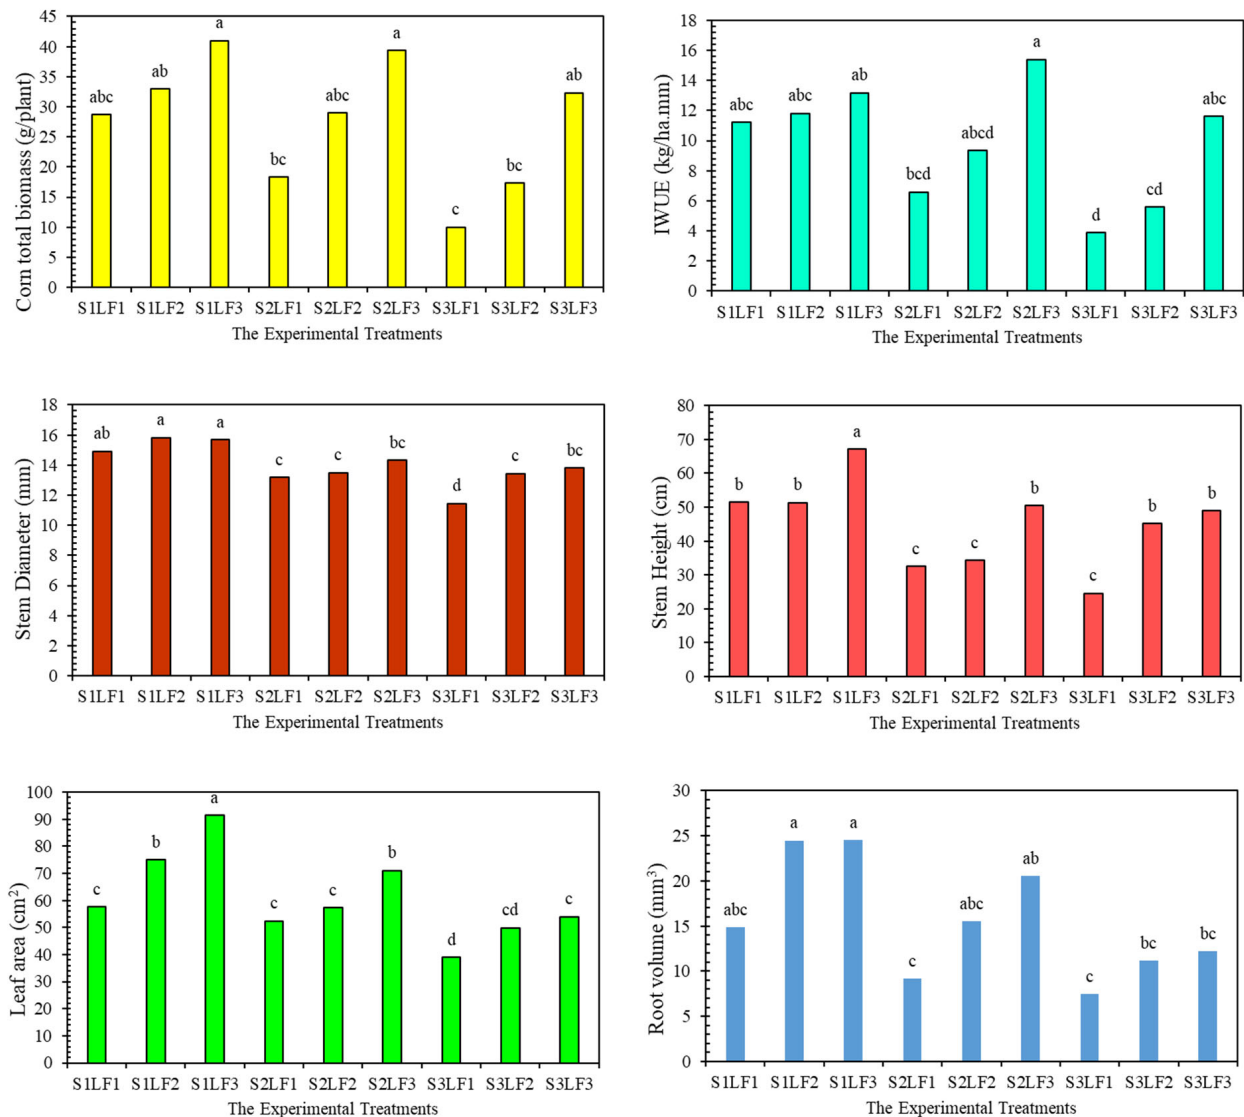 Corn total biomass (g/plant)
45
40
35
30
25
20
15
10
5
0
abc
ab
a
bc
abc
a
c
bc
ab
S1LF1 S1LF2 S1LF3 S2LF1 S2LF2 S2LF3 S3LF1 S3LF2 S3LF3
The Experimental Treatments
IWUE (kg/ha.mm)
18
16
14
12
10
8
6
4
2
0
abc
abc
ab
bcd
abcd
a
d
cd
abc
S1LF1 S1LF2 S1LF3 S2LF1 S2LF2 S2LF3 S3LF1 S3LF2 S3LF3
The Experimental Treatments
Stem Diameter (mm)
18
16
14
12
10
8
6
4
2
0
ab
a
a
c
c
bc
d
c
bc
S1LF1 S1LF2 S1LF3 S2LF1 S2LF2 S2LF3 S3LF1 S3LF2 S3LF3
The Experimental Treatments
Stem Height (cm)
80
70
60
50
40
30
20
10
0
b
b
a
c
c
b
c
b
b
S1LF1 S1LF2 S1LF3 S2LF1 S2LF2 S2LF3 S3LF1 S3LF2 S3LF3
The Experimental Treatments
Leaf area (cm²)
100
90
80
70
60
50
40
30
20
10
0
c
b
a
c
c
b
d
cd
c
S1LF1 S1LF2 S1LF3 S2LF1 S2LF2 S2LF3 S3LF1 S3LF2 S3LF3
The Experimental Treatments
Root volume (mm³)
30
25
20
15
10
5
0
abc
a
a
c
abc
ab
c
bc
bc
S1LF1 S1LF2 S1LF3 S2LF1 S2LF2 S2LF3 S3LF1 S3LF2 S3LF3
The Experimental Treatments